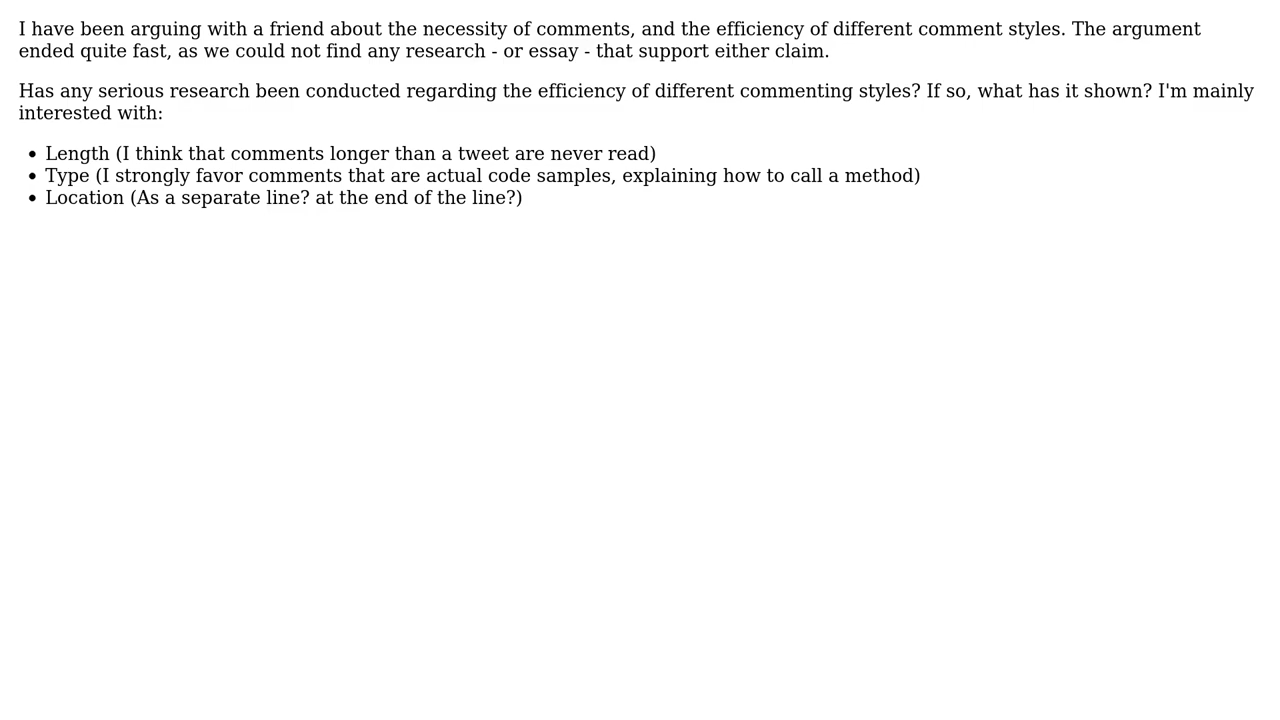 I have been arguing with a friend about the necessity of comments, and the efficiency of different comment styles. The argument
ended quite fast, as we could not find any research - or essay - that support either claim.
Has any serious research been conducted regarding the efficiency of different commenting styles? If so, what has it shown? I'm mainly
interested with:
• Length (I think that comments longer than a tweet are never read)
• Type (I strongly favor comments that are actual code samples, explaining how to call a method)
• Location (As a separate line? at the end of the line?)